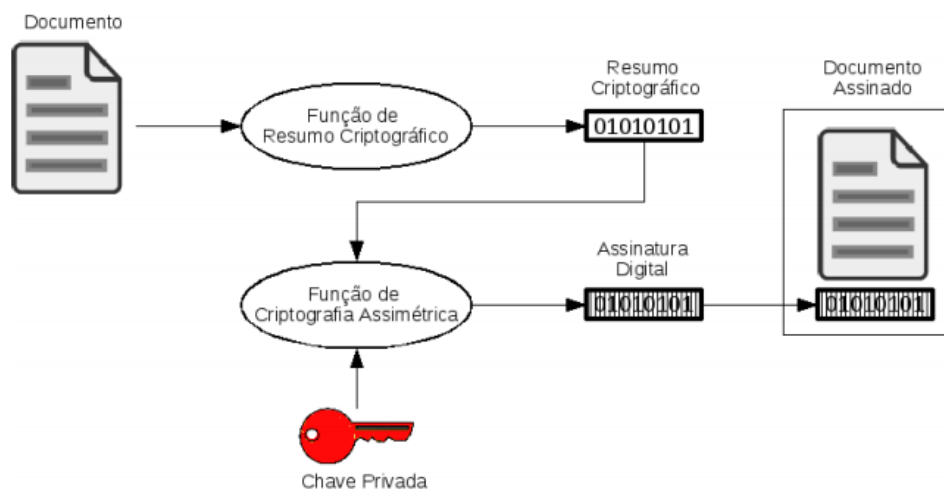 Documento
Função de
Resumo Criptográfico
Resumo
Criptográfico
01010101
Documento
Assinado
Função de
Criptografia Assimétrica
Assinatura
Digital
01010101
01010101
Chave Privada